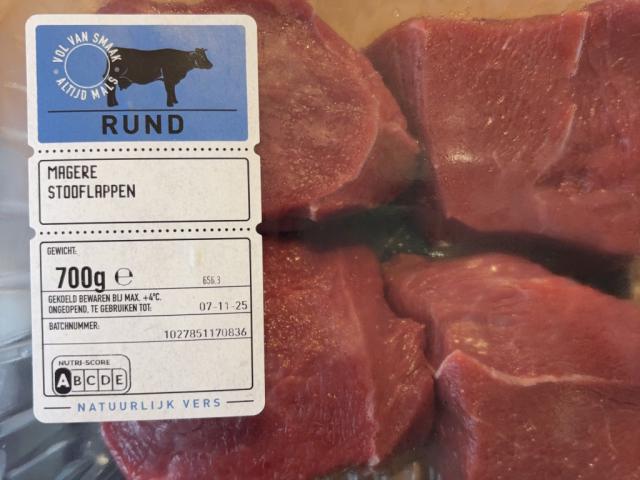 VOL VAN SMAAK
ALTIJD MALS
RUND
MAGERE
STOOFLAPPEN
GEWICHT:
700g ℮
656.3
GEKOELD BEWAREN BIJ MAX. +4°C.
ONGEOPEND, TE GEBRUIKEN TOT: 07-11-25
BATCHNUMMER:
1027851170836
NUTRI-SCORE
A B C D E
NATUURLIJK VERS